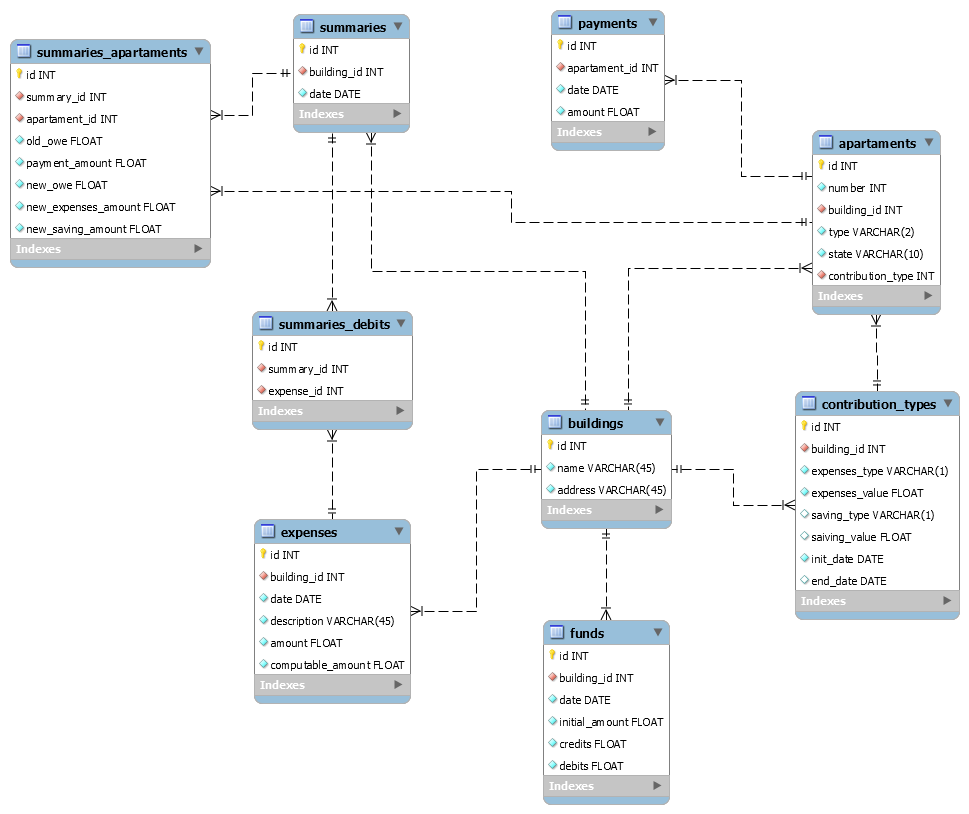 summaries_apartaments
id INT
summary_id INT
apartament_id INT
old_owe FLOAT
payment_amount FLOAT
new_owe FLOAT
new_expenses_amount FLOAT
new_saving_amount FLOAT
Indexes
summaries
id INT
building_id INT
date DATE
Indexes
payments
id INT
apartament_id INT
date DATE
amount FLOAT
Indexes
apartaments
id INT
number INT
building_id INT
type VARCHAR(2)
state VARCHAR(10)
contribution_type INT
Indexes
summaries_debits
id INT
summary_id INT
expense_id INT
Indexes
buildings
id INT
name VARCHAR(45)
address VARCHAR(45)
Indexes
contribution_types
id INT
building_id INT
expenses_type VARCHAR(1)
expenses_value FLOAT
saving_type VARCHAR(1)
saiving_value FLOAT
init_date DATE
end_date DATE
Indexes
expenses
id INT
building_id INT
date DATE
description VARCHAR(45)
amount FLOAT
computable_amount FLOAT
Indexes
funds
id INT
building_id INT
date DATE
initial_amount FLOAT
credits FLOAT
debits FLOAT
Indexes